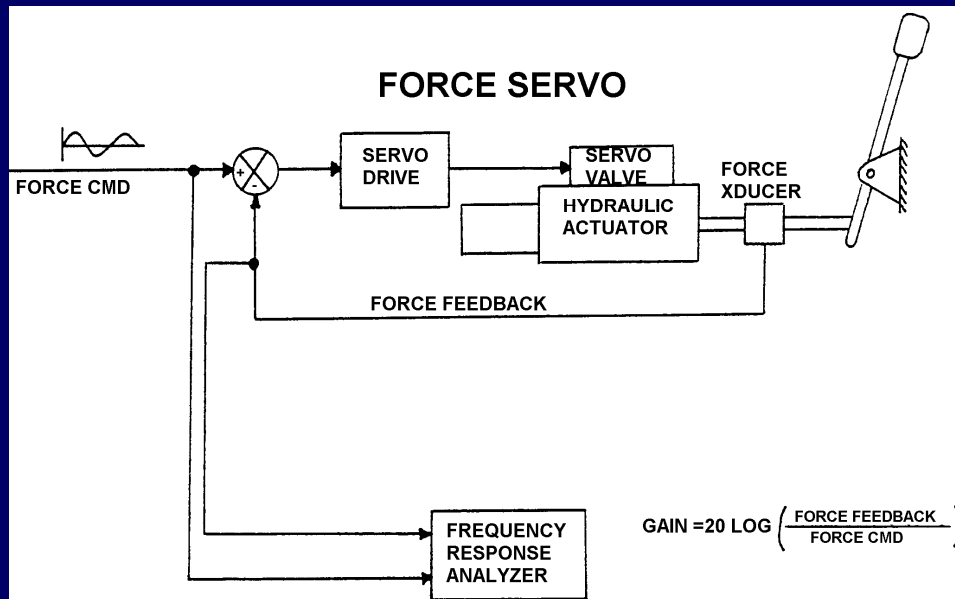 FORCE SERVO
FORCE CMD
+
-
SERVO
DRIVE
SERVO
VALVE
HYDRAULIC
ACTUATOR
FORCE
XDUCER
FORCE FEEDBACK
FREQUENCY
RESPONSE
ANALYZER
GAIN =20 LOG ( FORCE FEEDBACK
FORCE CMD )